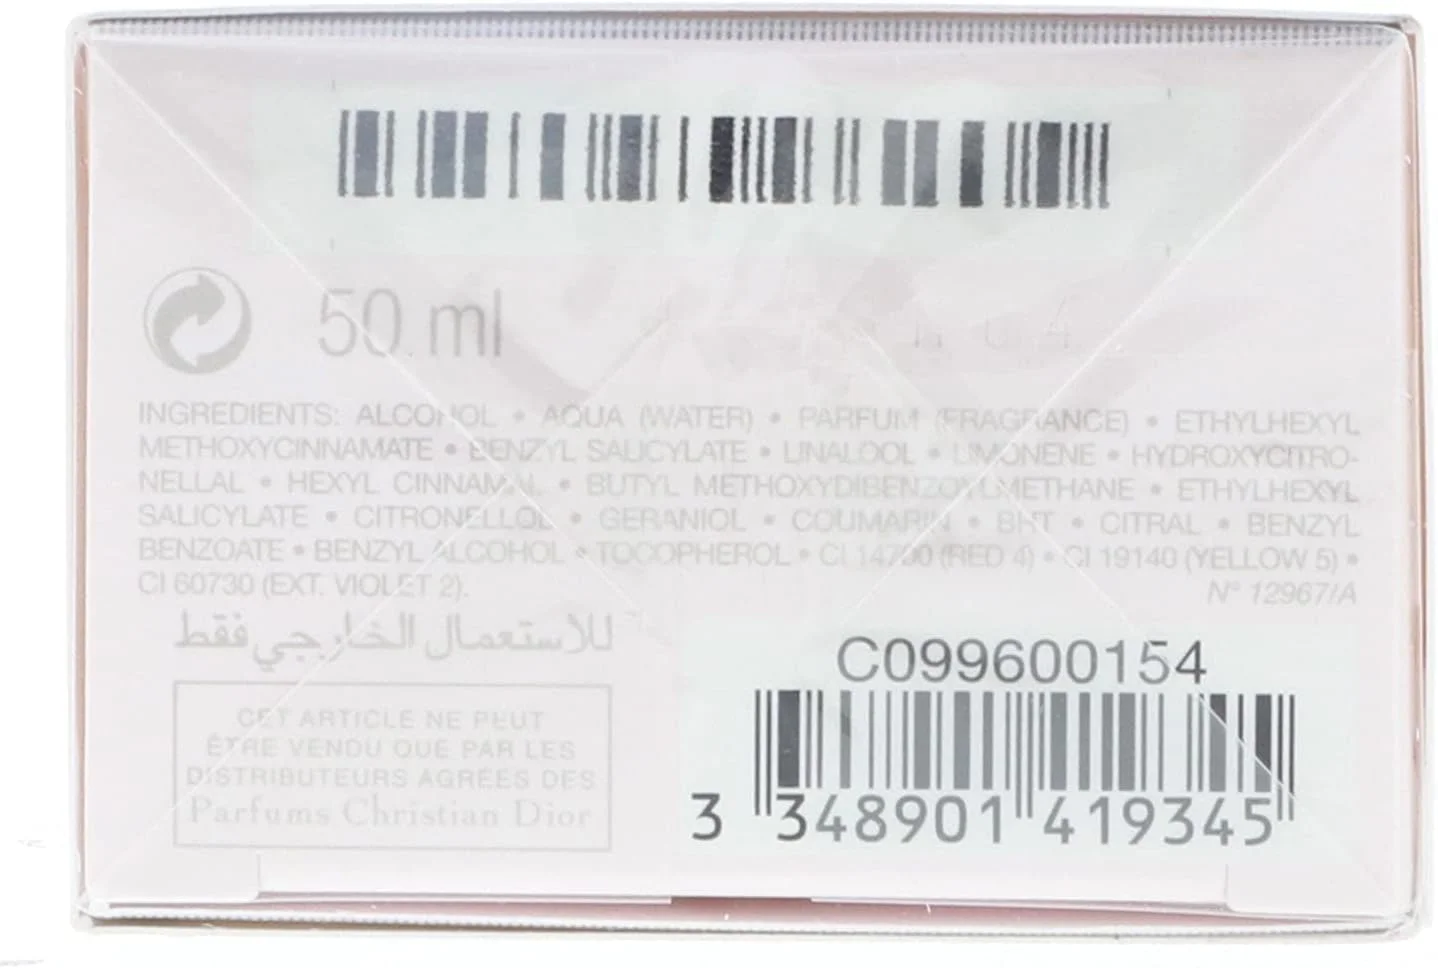 50 ml
INGREDIENTS: ALCOHOL • AQUA (WATER) • PARFUM (FRAGRANCE) • ETHYLHEXYL
METHOXYCINNAMATE • BENZYL SALICYLATE • LINALOOL • LIMONENE • HYDROXYCITRO-
NELLAL • HEXYL CINNAMAL • BUTYL METHOXYDIBENZOYLMETHANE • ETHYLHEXYL
SALICYLATE • CITRONELLOL • GERANIOL • COUMARIN • BHT • CITRAL • BENZYL
BENZOATE • BENZYL ALCOHOL • TOCOPHEROL • CI 14700 (RED 4) • CI 19140 (YELLOW 5) •
CI 60730 (EXT. VIOLET 2).
N° 12967/A
للاستعمال الخارجي فقط
CET ARTICLE NE PEUT
ÊTRE VENDU QUE PAR LES
DISTRIBUTEURS AGRÉES DES
Parfums Christian Dior
C099600154
3 348901 419345